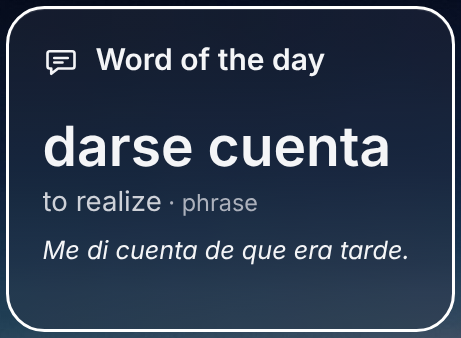 Word of the day
darse cuenta
to realize · phrase
Me di cuenta de que era tarde.